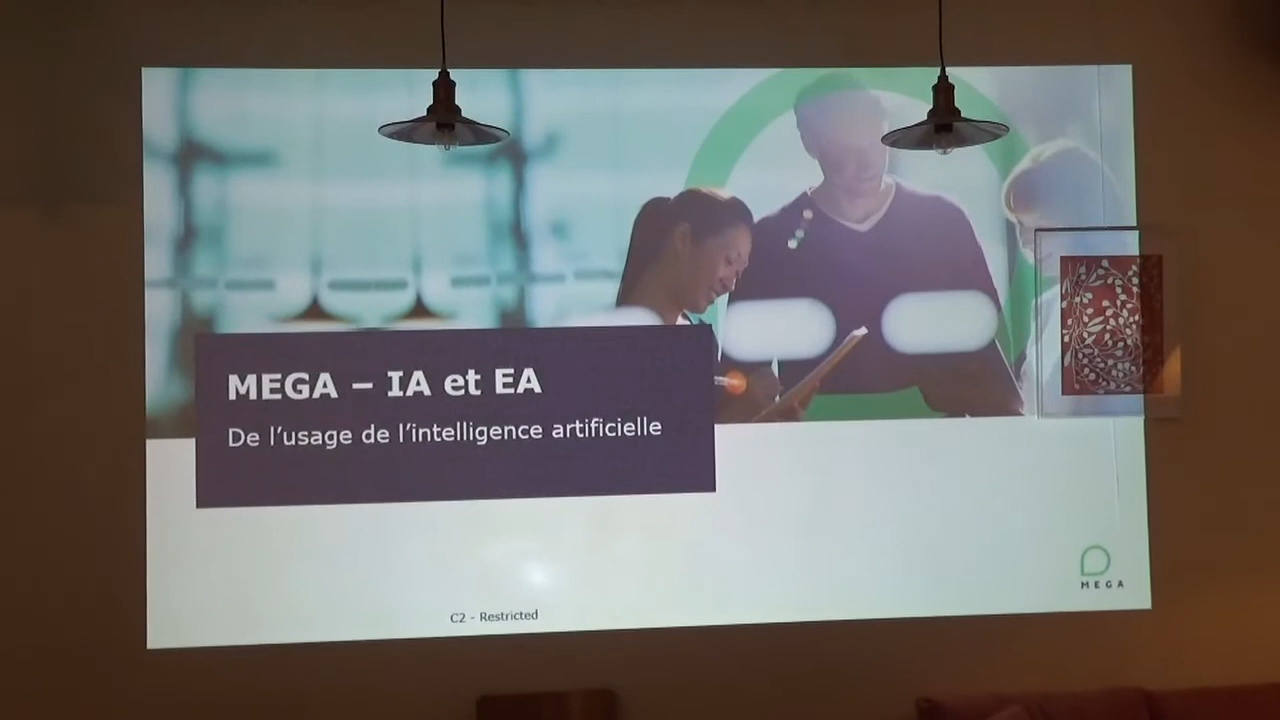 MEGA – IA et EA
De l’usage de l’intelligence artificielle
MEGA
C2 - Restricted